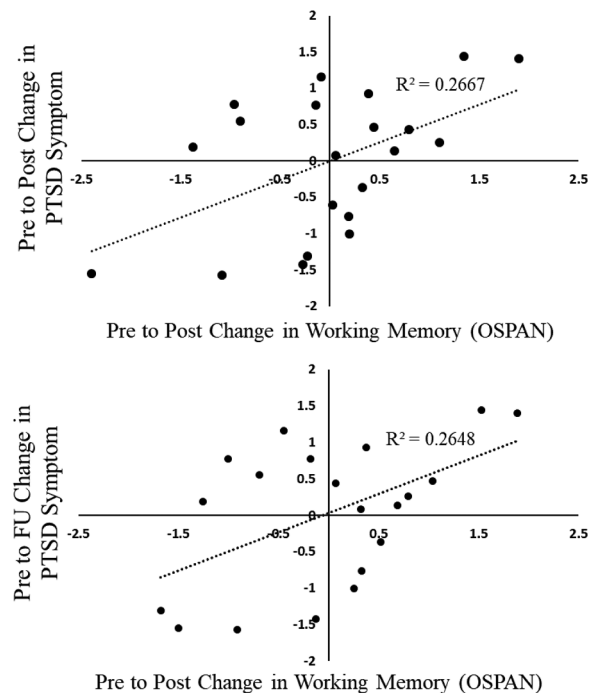 2
1.5
1
0.5
0
-0.5
-1
-1.5
-2
-2.5 -1.5 -0.5 0.5 1.5 2.5
R² = 0.2667
Pre to Post Change in
PTSD Symptom
Pre to Post Change in Working Memory (OSPAN)
2
1.5
1
0.5
0
-0.5
-1
-1.5
-2
-2.5 -1.5 -0.5 0.5 1.5 2.5
R² = 0.2648
Pre to FU Change in
PTSD Symptom
Pre to Post Change in Working Memory (OSPAN)